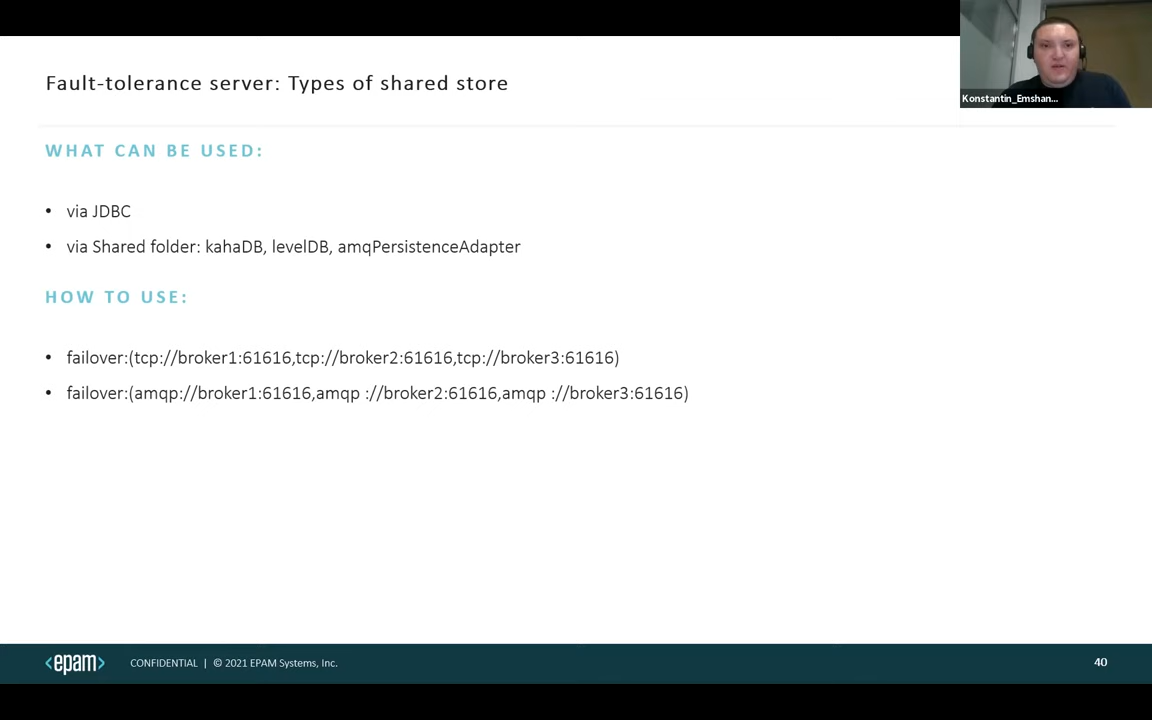 Fault-tolerance server: Types of shared store
Konstantin_Emshan...
WHAT CAN BE USED:
• via JDBC
• via Shared folder: kahaDB, levelDB, amqPersistenceAdapter
HOW TO USE:
• failover:(tcp://broker1:61616,tcp://broker2:61616,tcp://broker3:61616)
• failover:(amqp://broker1:61616,amqp ://broker2:61616,amqp ://broker3:61616)
<epam> CONFIDENTIAL | © 2021 EPAM Systems, Inc. 40